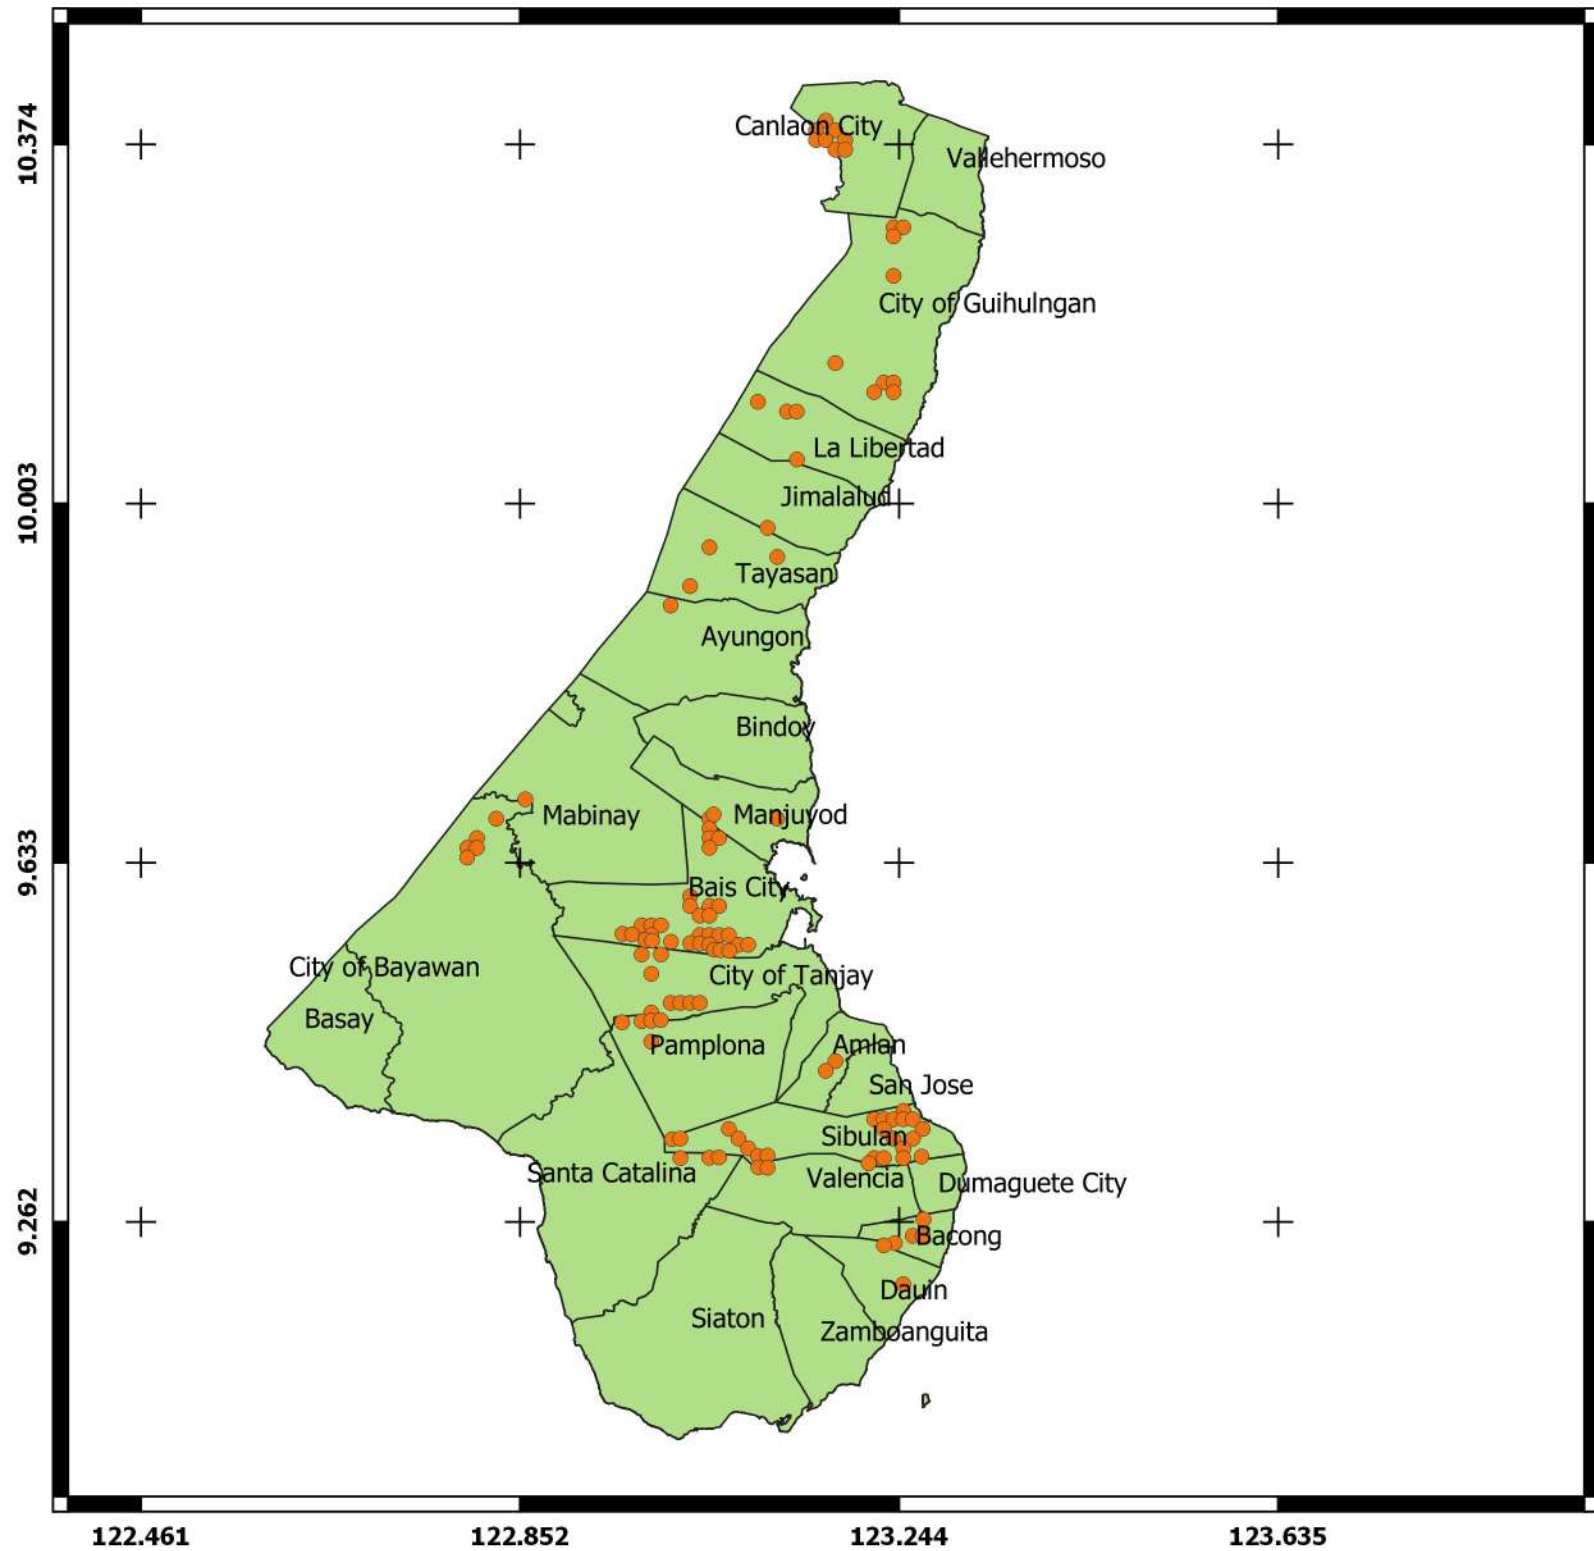 10.374
Canlaon City
Vallehermoso
City of Guihulngan
La Libertad
10.003
Jimalalud
Tayasan
Ayungon
Bindoy
Mabinay
Manjuyod
9.633
Bais City
City of Bayawan
City of Tanjay
Basay
Pamplona
Amlan
San Jose
Sibulan
Santa Catalina
Valencia
Dumaguete City
9.262
Bacong
Dauin
Siaton
Zamboanguita
122.461
122.852
123.244
123.635